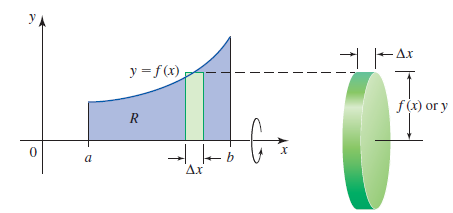 y
y = f (x)
R
0
a
Δx
b
x
Δx
f (x) or y